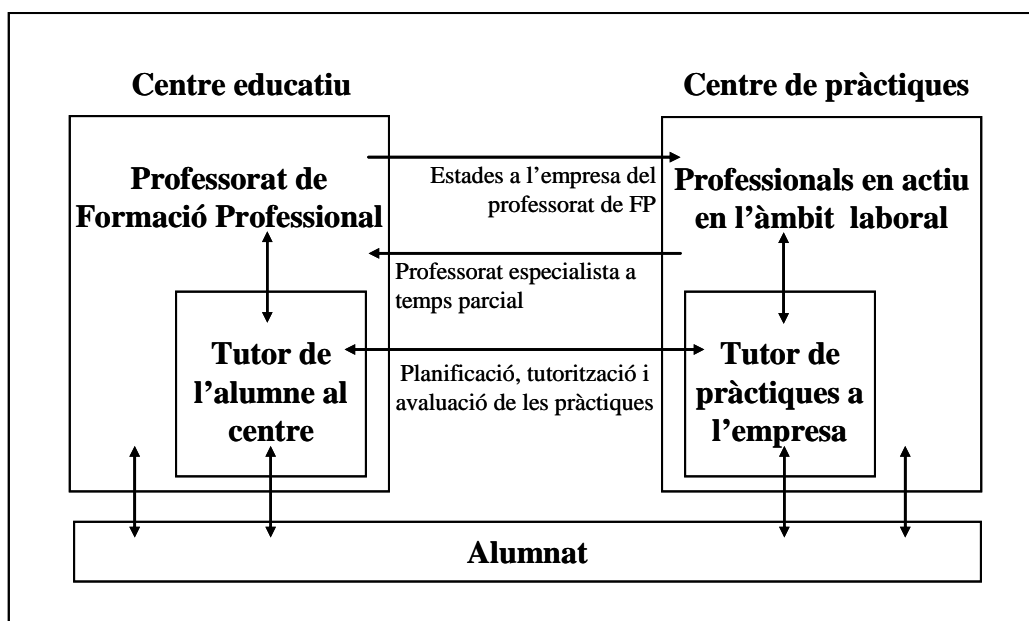 Centre educatiu
Centre de pràctiques
Professorat de
Formació Professional
Estades a l’empresa del
professorat de FP
Professionals en actiu
en l’àmbit laboral
Professorat especialista a
temps parcial
Tutor de
l’alumne al
centre
Planificació, tutorització i
avaluació de les pràctiques
Tutor de
pràctiques a
l’empresa
Alumnat